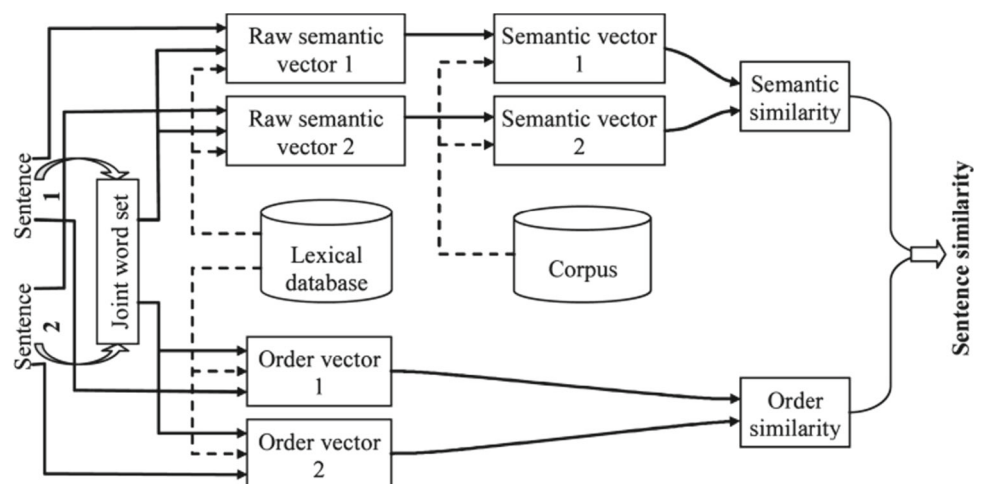 Raw semantic
vector 1
Semantic vector
1
Semantic
similarity
Raw semantic
vector 2
Semantic vector
2
Sentence 1
Joint word set
Lexical
database
Corpus
Sentence similarity
Sentence 2
Order vector
1
Order
similarity
Order vector
2